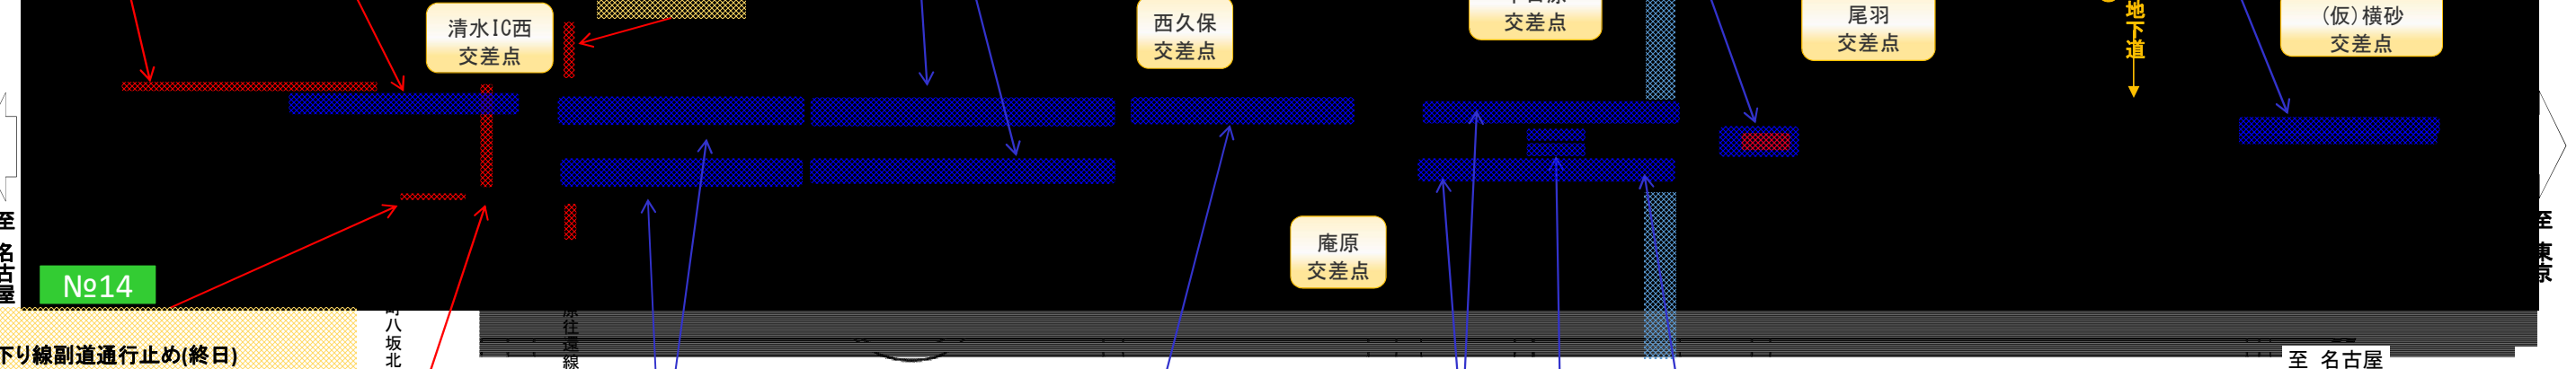 清水IC西
交差点
西久保
交差点
交差点
尾羽
交差点
地下道
(仮)横砂
交差点
至 名古屋
至 東京
庵原
交差点
№14
八坂北
往還線
下り線副道通行止め(終日)
至 名古屋